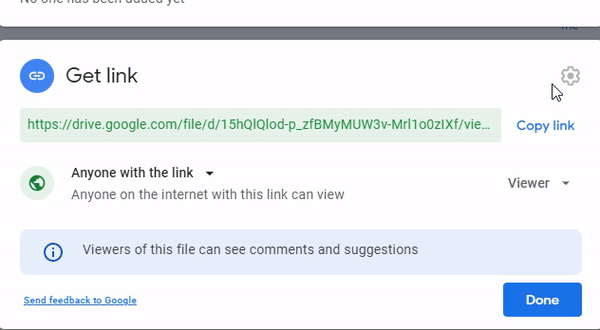 No one has been added yet
Get link
https://drive.google.com/file/d/15hQlQlod-p_zfBMyMUW3v-Mrl1o0zIXf/vie...
Copy link
Anyone with the link
Anyone on the internet with this link can view
Viewer
Viewers of this file can see comments and suggestions
Send feedback to Google
Done